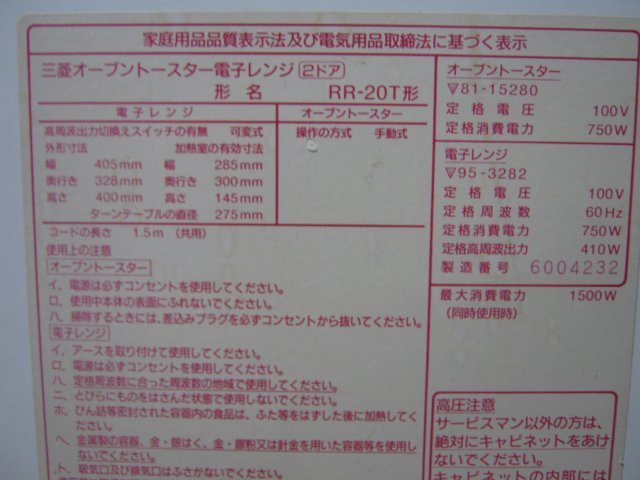 家庭用品品質表示法及び電気用品取締法に基づく表示
三菱オーブントースター電子レンジ 2ドア
形名 RR-20T形
電子レンジ
オーブントースター
高周波出力切換えスイッチの有無 可変式
操作の方式 手動式
外形寸法 加熱室の有効寸法
幅 405mm 幅 285mm
奥行き 328mm 奥行き 300mm
高さ 400mm 高さ 145mm
ターンテーブルの直径 275mm
コードの長さ 1.5m (共用)
使用上の注意
オーブントースター
イ、電源は必ずコンセントを使用してください。
ロ、使用中本体の表面にふれないでください。
ハ、掃除するときには、差込みプラグを必ずコンセントから抜いてください。
電子レンジ
イ、アースを取り付けて使用してください。
ロ、電源は必ずコンセントを使用してください。
ハ、定格周波数に合った周波数の地域で使用してください。
ニ、とびらにものをはさんだ状態で使用しないでください。
ホ、びん詰等密封された容器内の食品は、ふた等をはずした後に加熱してください。
ヘ、金属製の容器、金・銀はく、金・銀粉又は針金を用いた容器等を使用しないでください。
ト、吸気口及び排気口はふさがないでください。
オーブントースター
▽81-15280
定格電圧 100V
定格消費電力 750W
電子レンジ
▽95-3282
定格電圧 100V
定格周波数 60Hz
定格消費電力 750W
定格高周波出力 410W
製造番号 6004232
最大消費電力 1500W
(同時使用時)
高圧注意
サービスマン以外の方は、
絶対にキャビネットをあけ
ないでください。
キャビネットの内部には